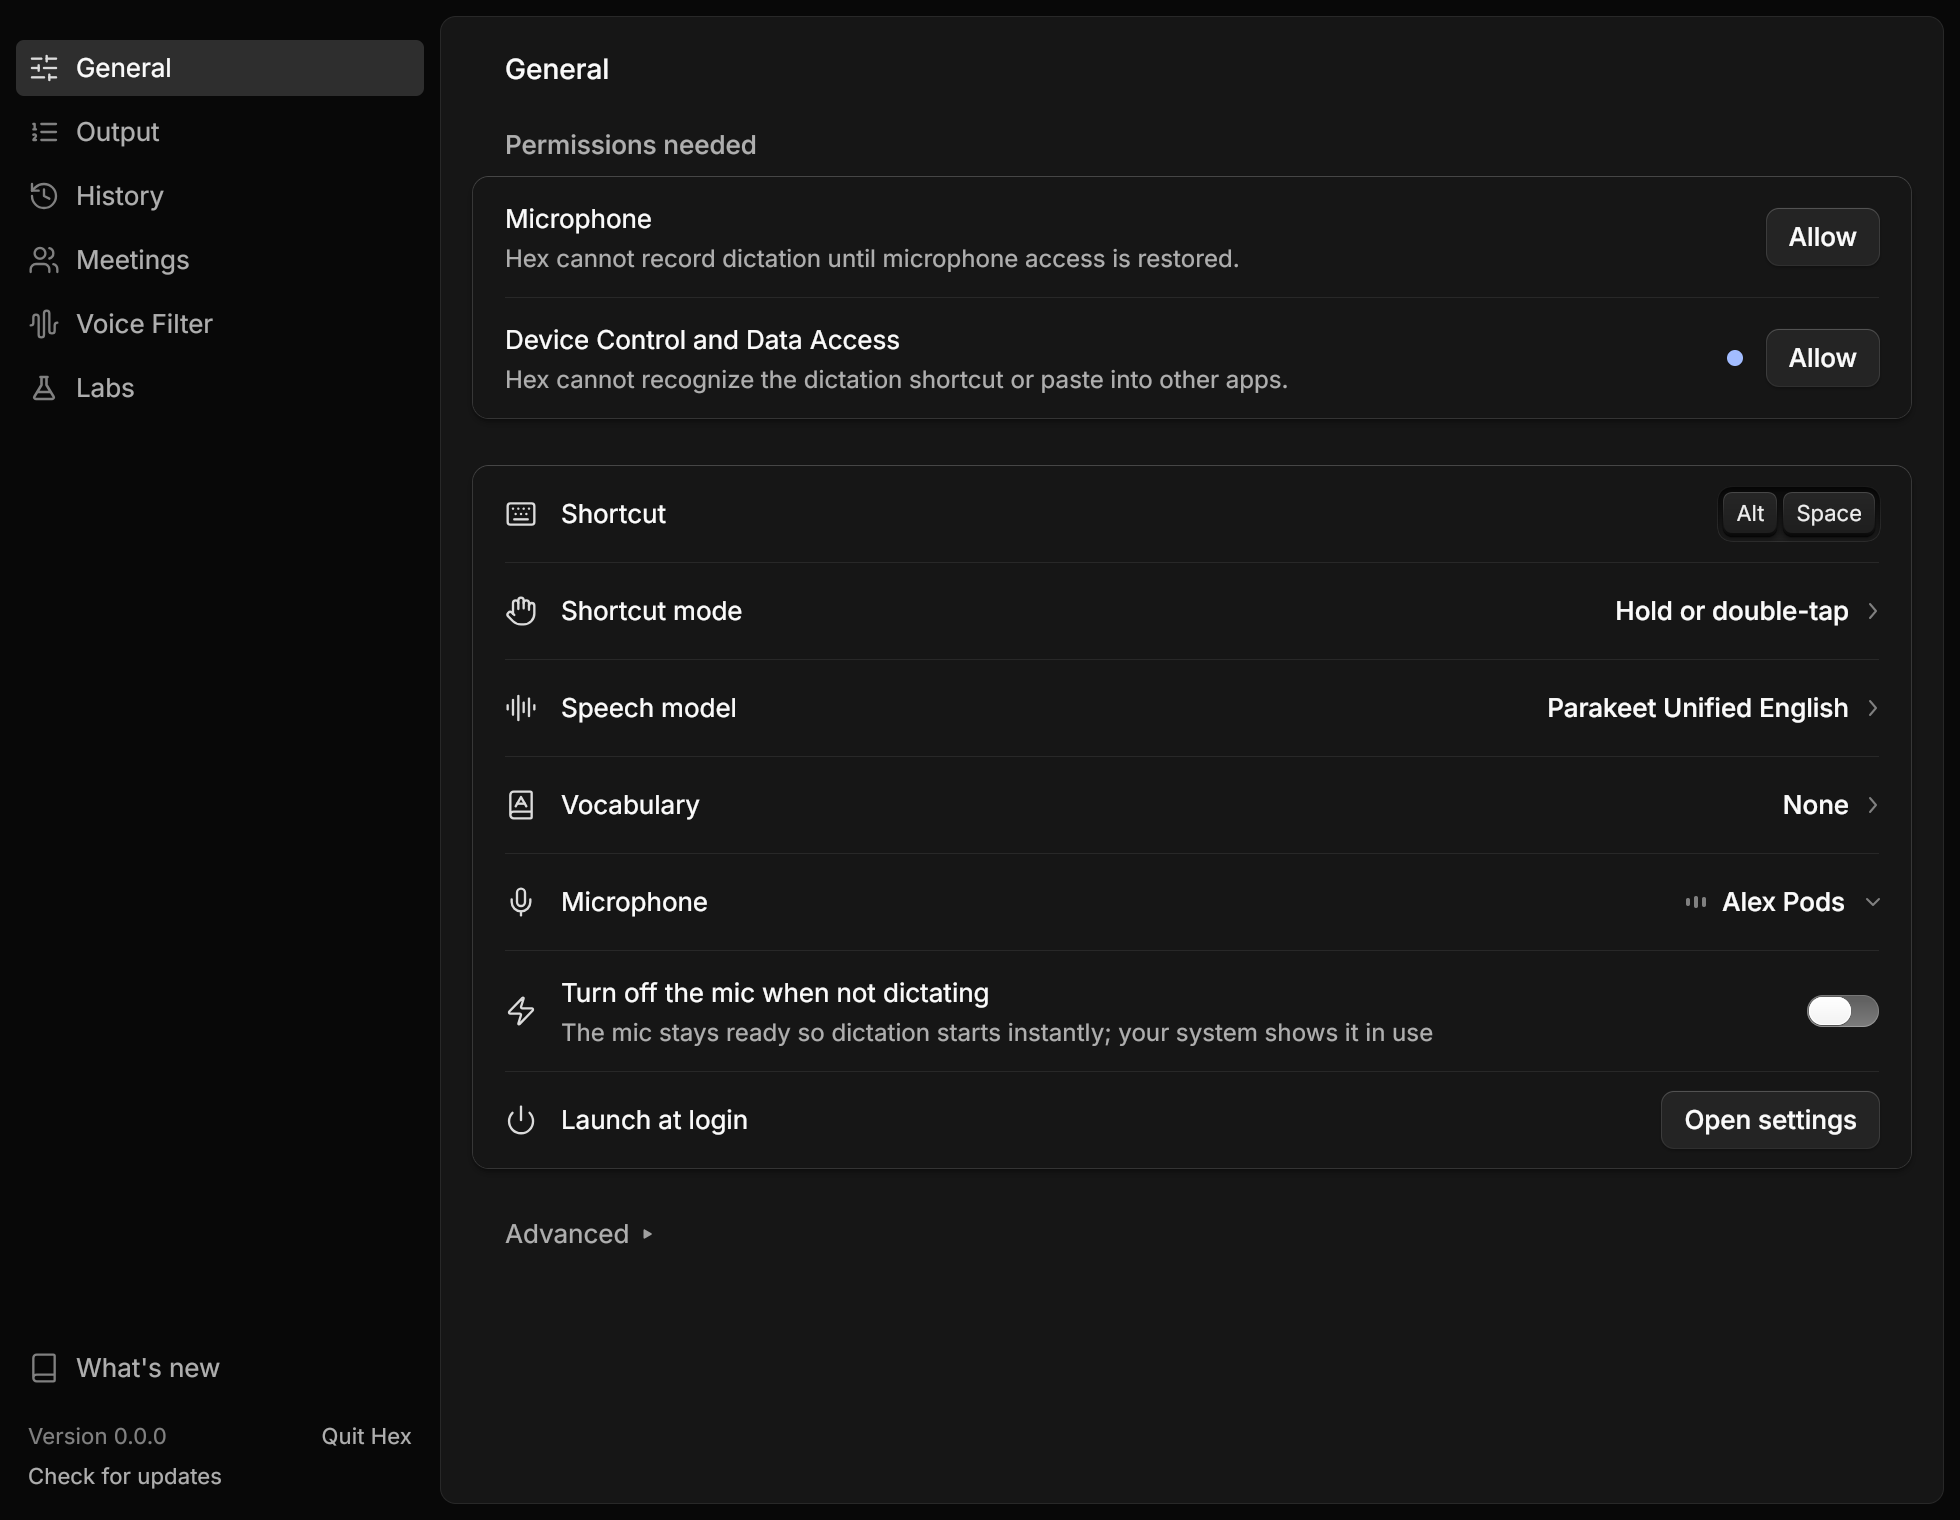 General
Output
History
Meetings
Voice Filter
Labs
What's new
Version 0.0.0
Quit Hex
Check for updates
General
Permissions needed
Microphone
Hex cannot record dictation until microphone access is restored.
Allow
Device Control and Data Access
Hex cannot recognize the dictation shortcut or paste into other apps.
Allow
Shortcut
Alt Space
Shortcut mode
Hold or double-tap
Speech model
Parakeet Unified English
Vocabulary
None
Microphone
Alex Pods
Turn off the mic when not dictating
The mic stays ready so dictation starts instantly; your system shows it in use
Launch at login
Open settings
Advanced